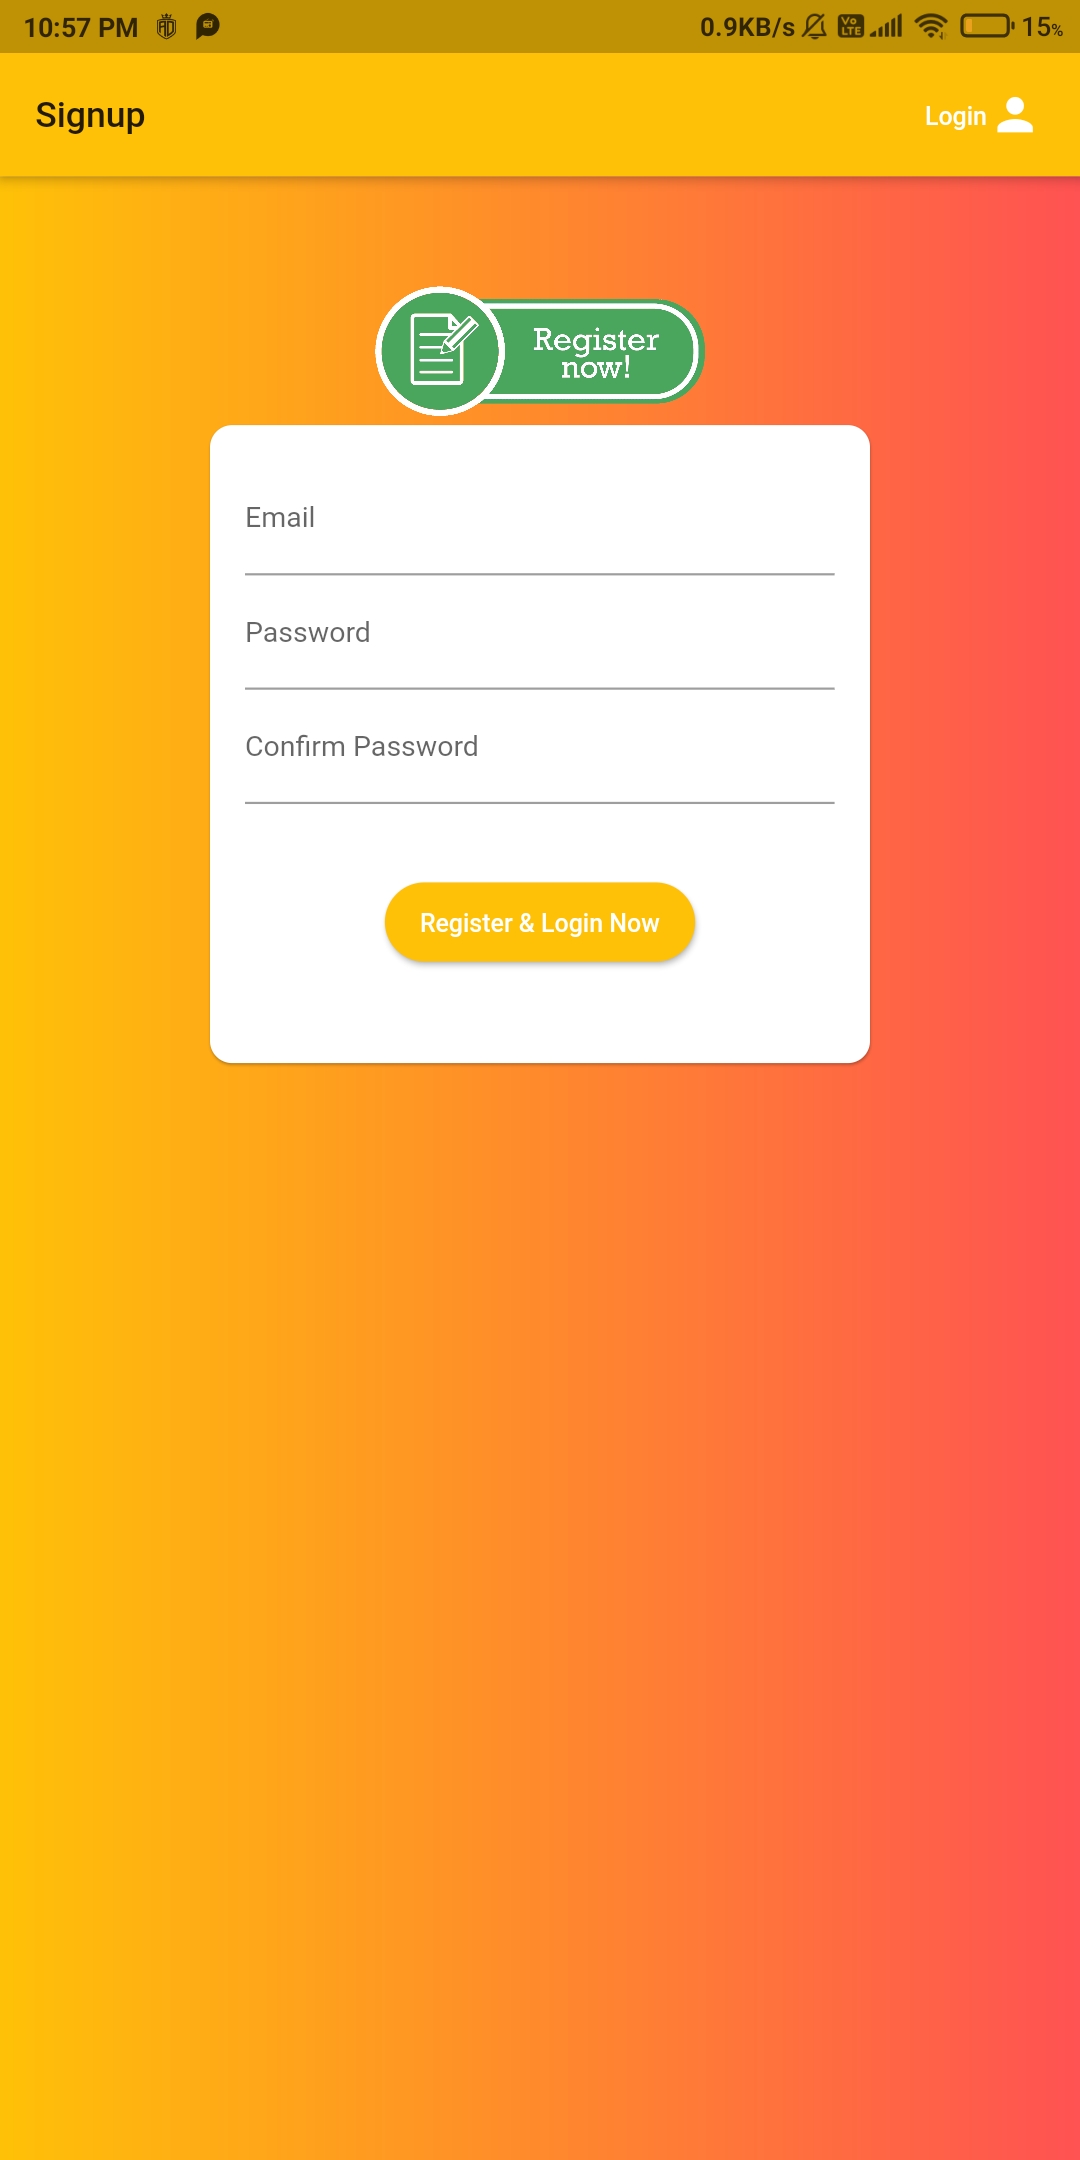 10:57 PM 0.9KB/s Vo LTE 15%
Signup
Login
Register
now!
Email
Password
Confirm Password
Register & Login Now